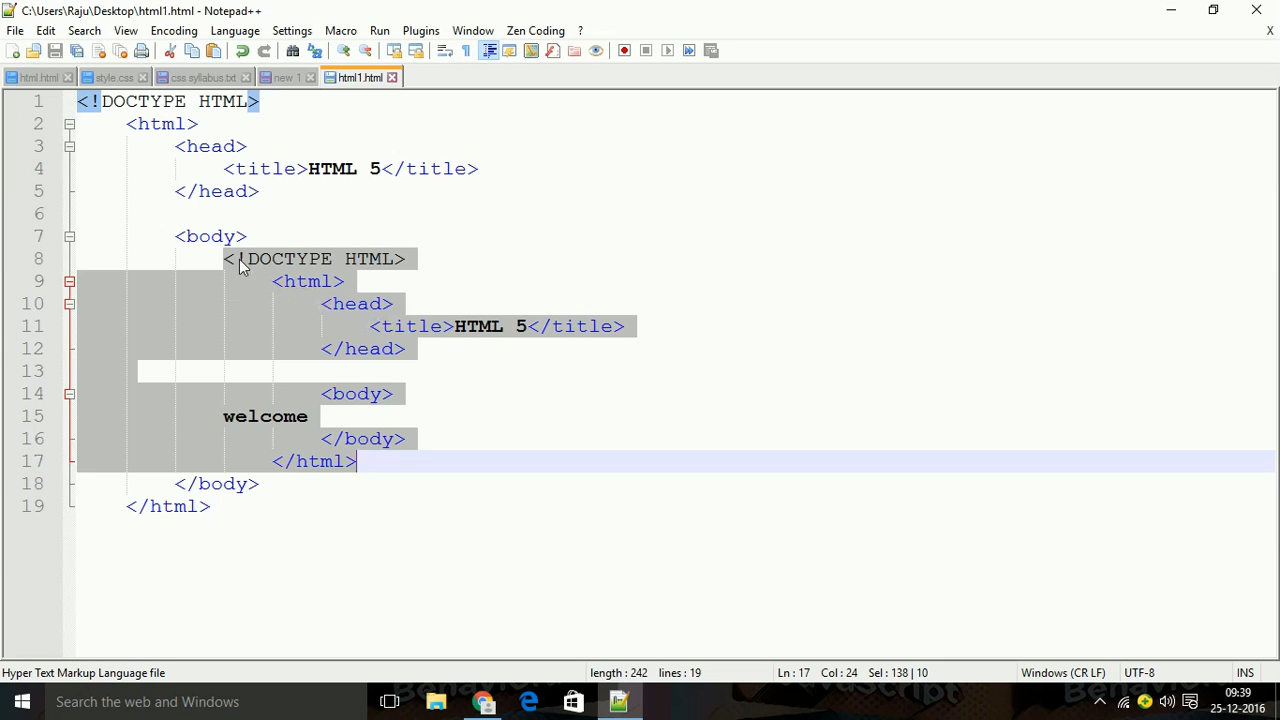 C:\Users\Raju\Desktop\html1.html - Notepad++
File Edit Search View Encoding Language Settings Macro Run Plugins Window Zen Coding ? X
html.html style.css css syllabus.txt new 1 html1.html
1 <!DOCTYPE HTML>
2 <html>
3 <head>
4 <title>HTML 5</title>
5 </head>
6
7 <body>
8 <!DOCTYPE HTML>
9 <html>
10 <head>
11 <title>HTML 5</title>
12 </head>
13
14 <body>
15 welcome
16 </body>
17 </html>
18 </body>
19 </html>
Hyper Text Markup Language file length : 242 lines : 19 Ln : 17 Col : 24 Sel : 138 | 10 Windows (CR LF) UTF-8 INS
Search the web and Windows
09:39
25-12-2016